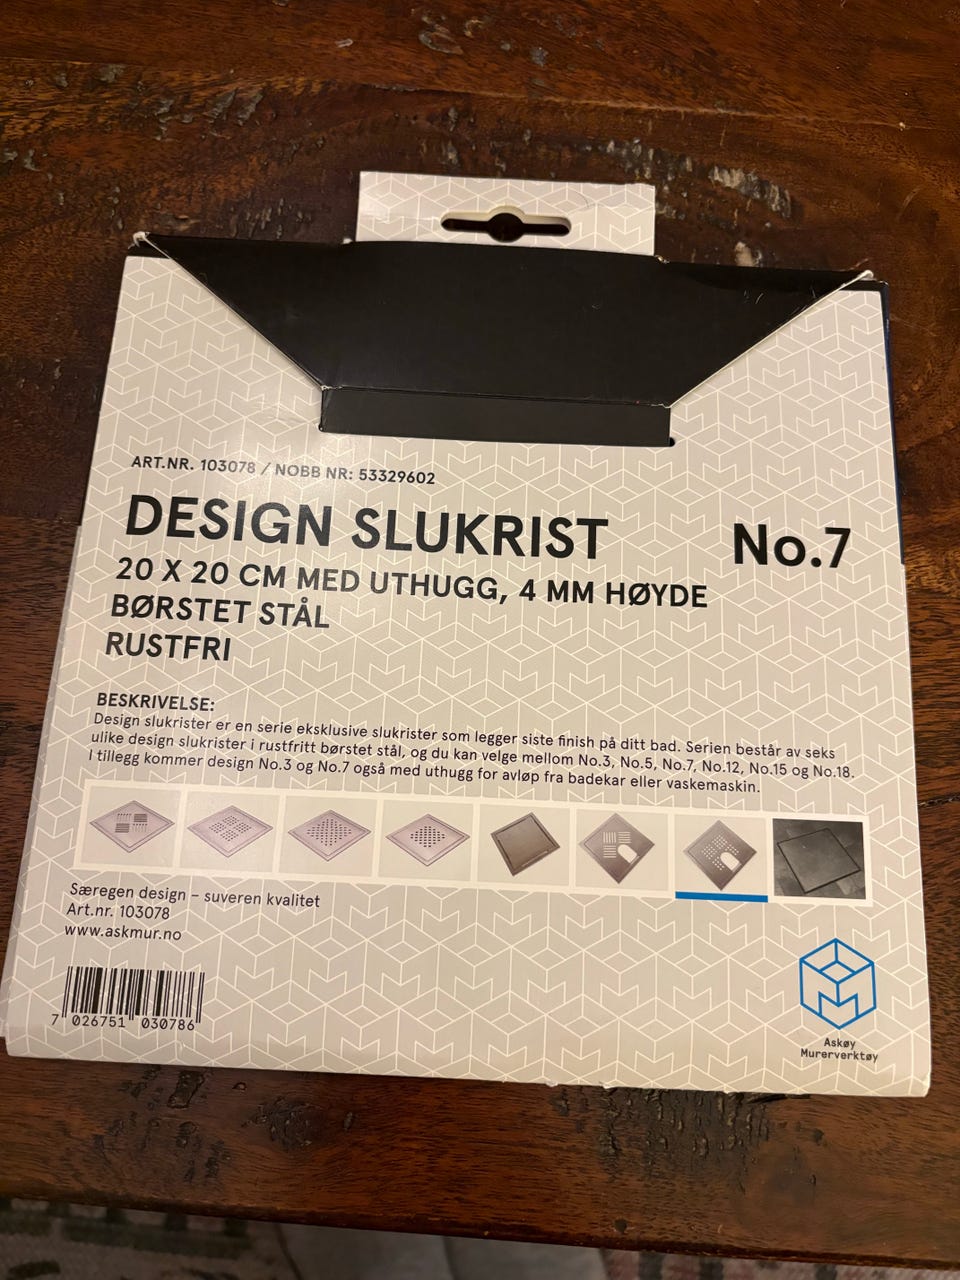 ART.NR. 103078 / NOBB NR: 53329602
DESIGN SLUKRIST
No.7
20 X 20 CM MED UTHUGG, 4 MM HØYDE
BØRSTET STÅL
RUSTFRI
BESKRIVELSE:
Design slukrister er en serie eksklusive slukrister som legger siste finish på ditt bad. Serien består av seks
ulike design slukrister i rustfritt børstet stål, og du kan velge mellom No.3, No.5, No.7, No.12, No.15 og No.18.
I tillegg kommer design No.3 og No.7 også med uthugg for avløp fra badekar eller vaskemaskin.
Særegen design – suveren kvalitet
Art.nr. 103078
www.askmur.no
7 026751 030786
Askøy
Murerverktøy